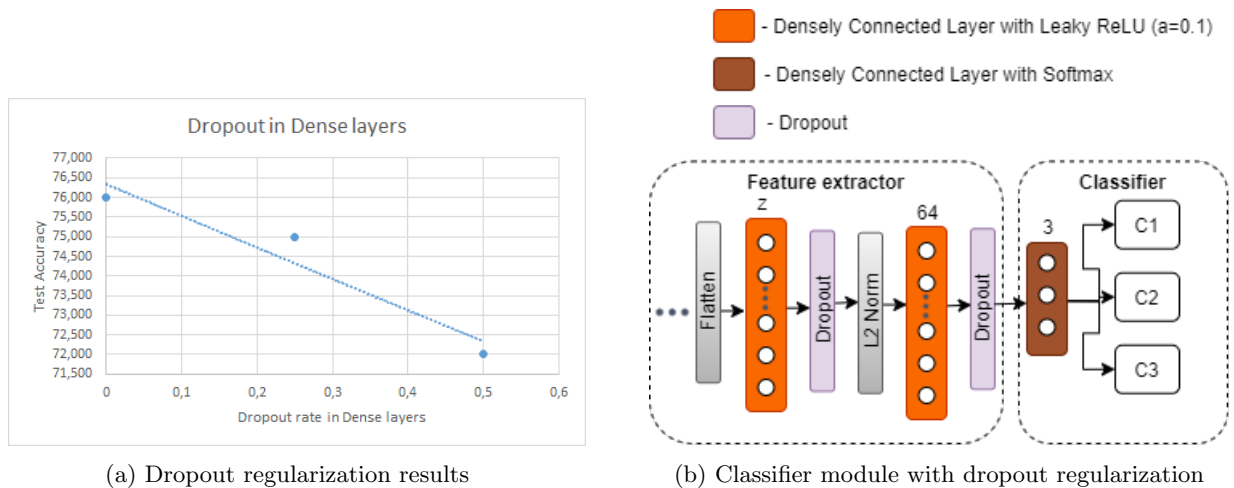 Dropout in Dense layers
77,000
76,500
76,000
75,500
75,000
74,500
74,000
73,500
73,000
72,500
72,000
71,500
Test Accuracy
0 0,1 0,2 0,3 0,4 0,5 0,6
Dropout rate in Dense layers
(a) Dropout regularization results
- Densely Connected Layer with Leaky ReLU (a=0.1)
- Densely Connected Layer with Softmax
- Dropout
Feature extractor
Classifier
Flatten
z
Dropout
L2 Norm
64
Dropout
3
C1
C2
C3
(b) Classifier module with dropout regularization